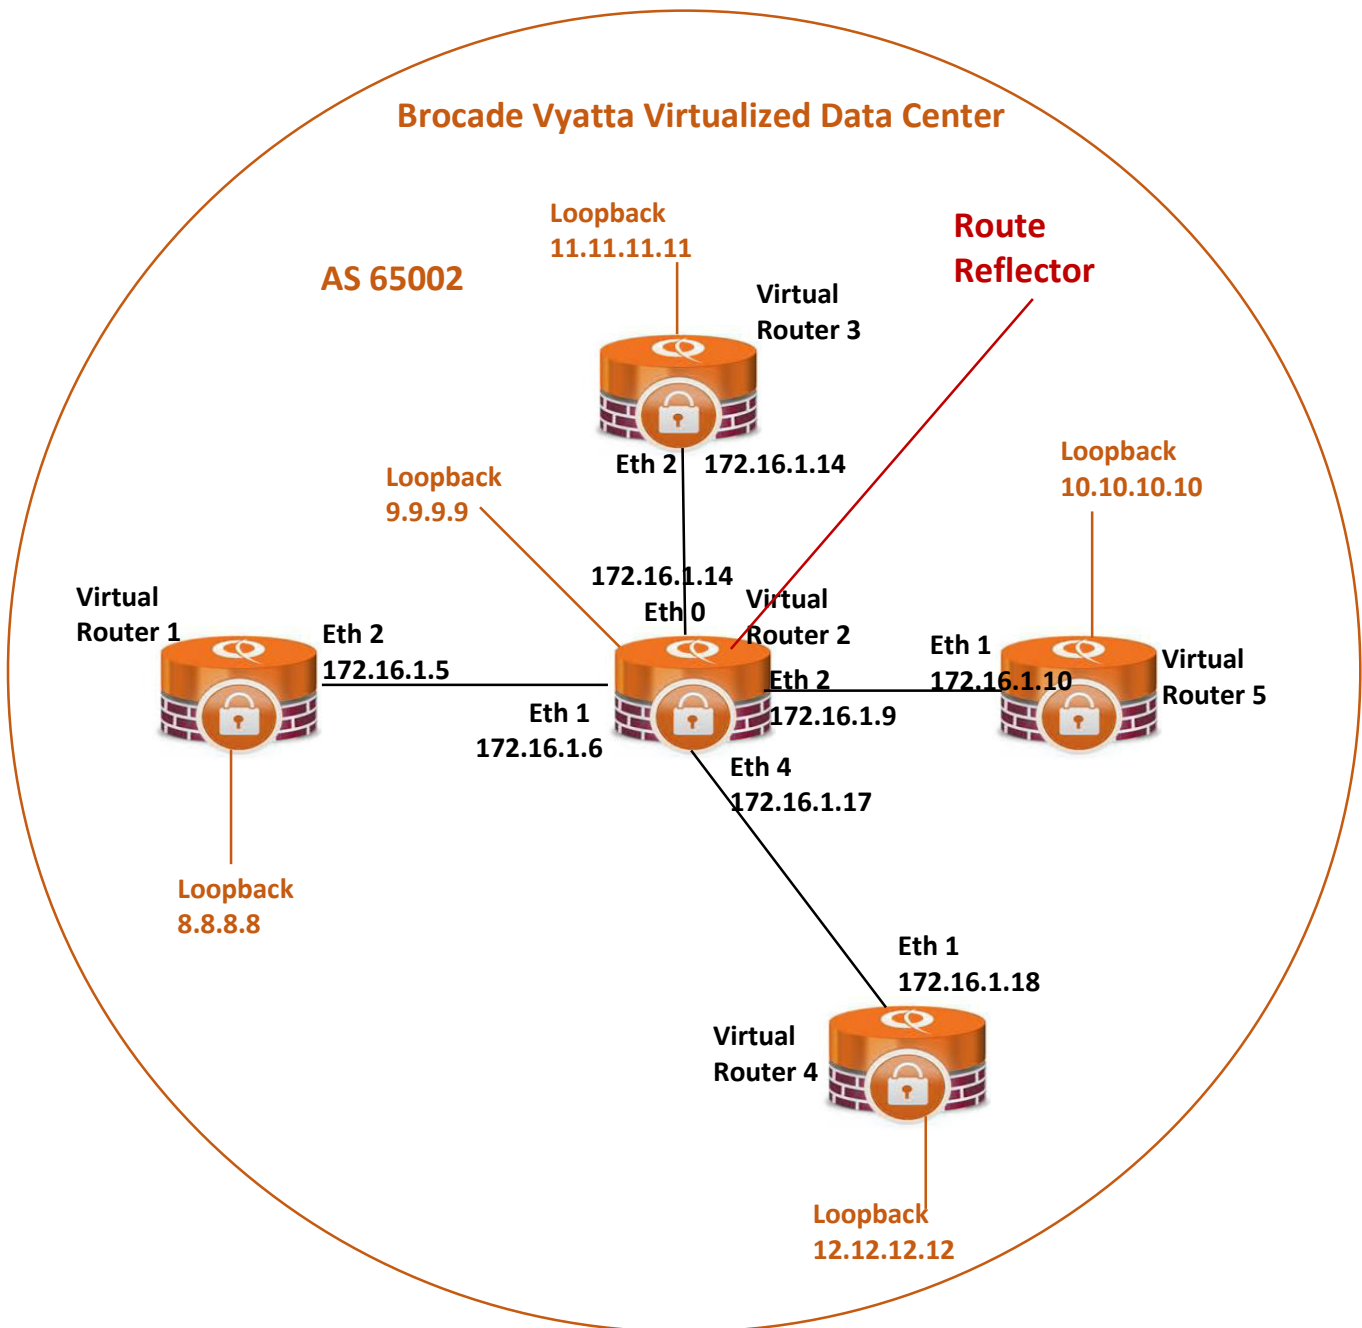 Brocade Vyatta Virtualized Data Center
Loopback
11.11.11.11
Route
Reflector
AS 65002
Virtual
Router 3
Eth 2 172.16.1.14
Loopback
10.10.10.10
Loopback
9.9.9.9
172.16.1.14
Eth 0
Virtual
Router 2
Virtual
Router 1
Eth 2
172.16.1.5
Eth 1
172.16.1.6
Eth 2
172.16.1.9
Eth 1
172.16.1.10
Virtual
Router 5
Eth 4
172.16.1.17
Loopback
8.8.8.8
Eth 1
172.16.1.18
Virtual
Router 4
Loopback
12.12.12.12